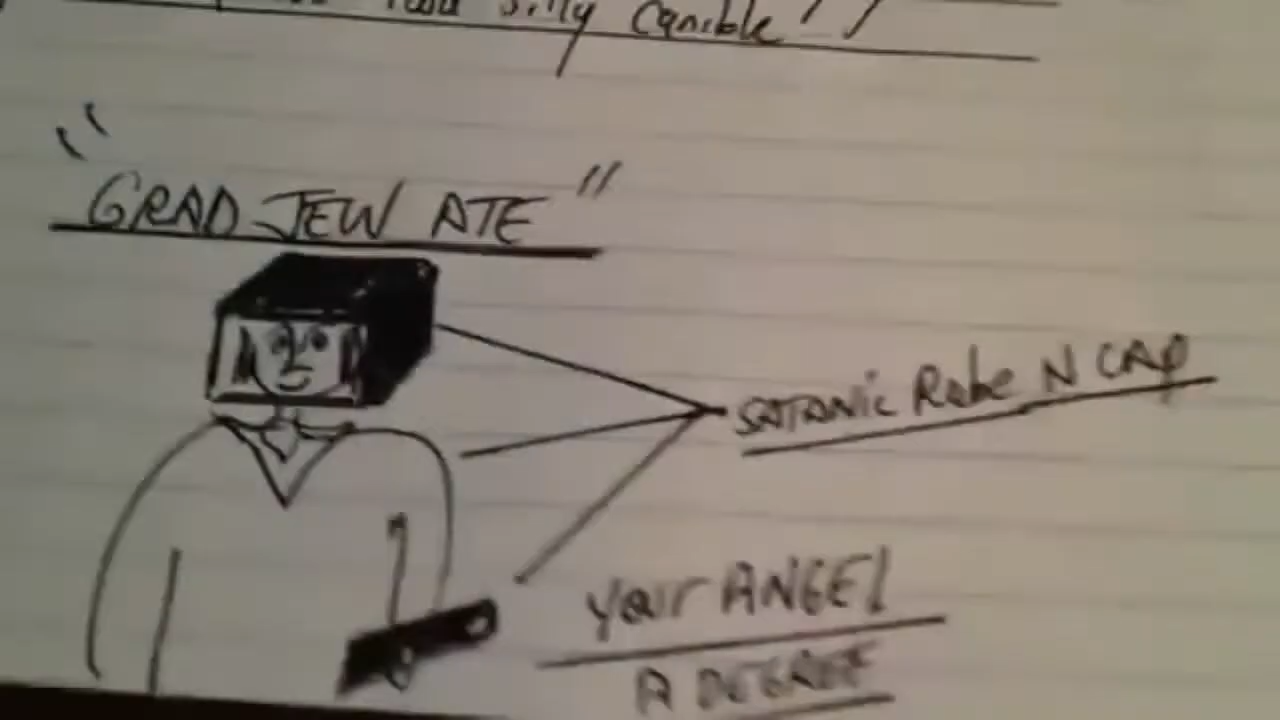 silly Canible"
"GRAD JEW ATE"
SATANIC Robe N CAP
Your ANGEL
A DEGREE